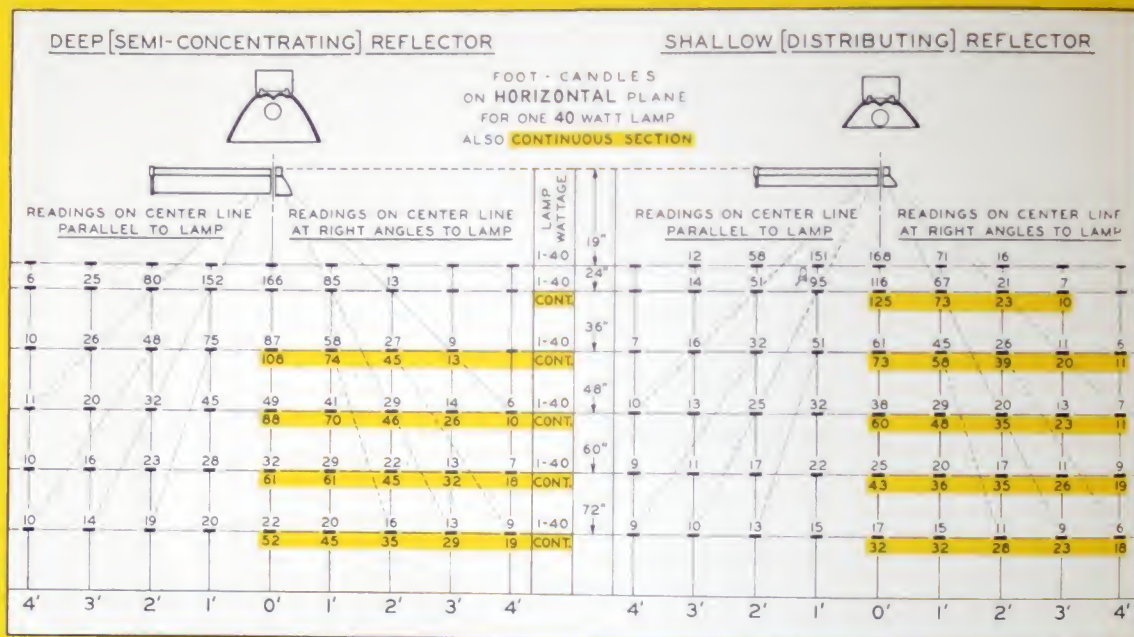 DEEP [SEMI-CONCENTRATING] REFLECTOR
SHALLOW [DISTRIBUTING] REFLECTOR
FOOT-CANDLES
ON HORIZONTAL PLANE
FOR ONE 40 WATT LAMP
ALSO CONTINUOUS SECTION
READINGS ON CENTER LINE
PARALLEL TO LAMP
READINGS ON CENTER LINE
AT RIGHT ANGLES TO LAMP
LAMP
WATTAGE
READINGS ON CENTER LINE
PARALLEL TO LAMP
READINGS ON CENTER LINE
AT RIGHT ANGLES TO LAMP
1-40 19" 12 58 151 168 71 16
6 25 80 152 166 85 13 1-40 24" 14 51 95 116 67 21 7
CONT. 125 73 23 10
10 26 48 75 87 58 27 9 1-40 36" 7 16 32 51 61 45 26 11 6
108 74 45 13 CONT. 73 58 39 20 11
11 20 32 45 49 41 29 14 6 1-40 48" 10 13 25 32 38 29 20 13 7
88 70 46 26 10 CONT. 60 48 35 23 11
10 16 23 28 32 29 22 13 7 1-40 60" 9 11 17 22 25 20 17 11 9
61 61 45 32 18 CONT. 43 36 35 26 19
10 14 19 20 22 20 16 13 9 1-40 72" 9 10 13 15 17 15 11 9 6
52 45 35 29 19 CONT. 32 32 28 23 18
4' 3' 2' 1' 0' 1' 2' 3' 4' 4' 3' 2' 1' 0' 1' 2' 3' 4'